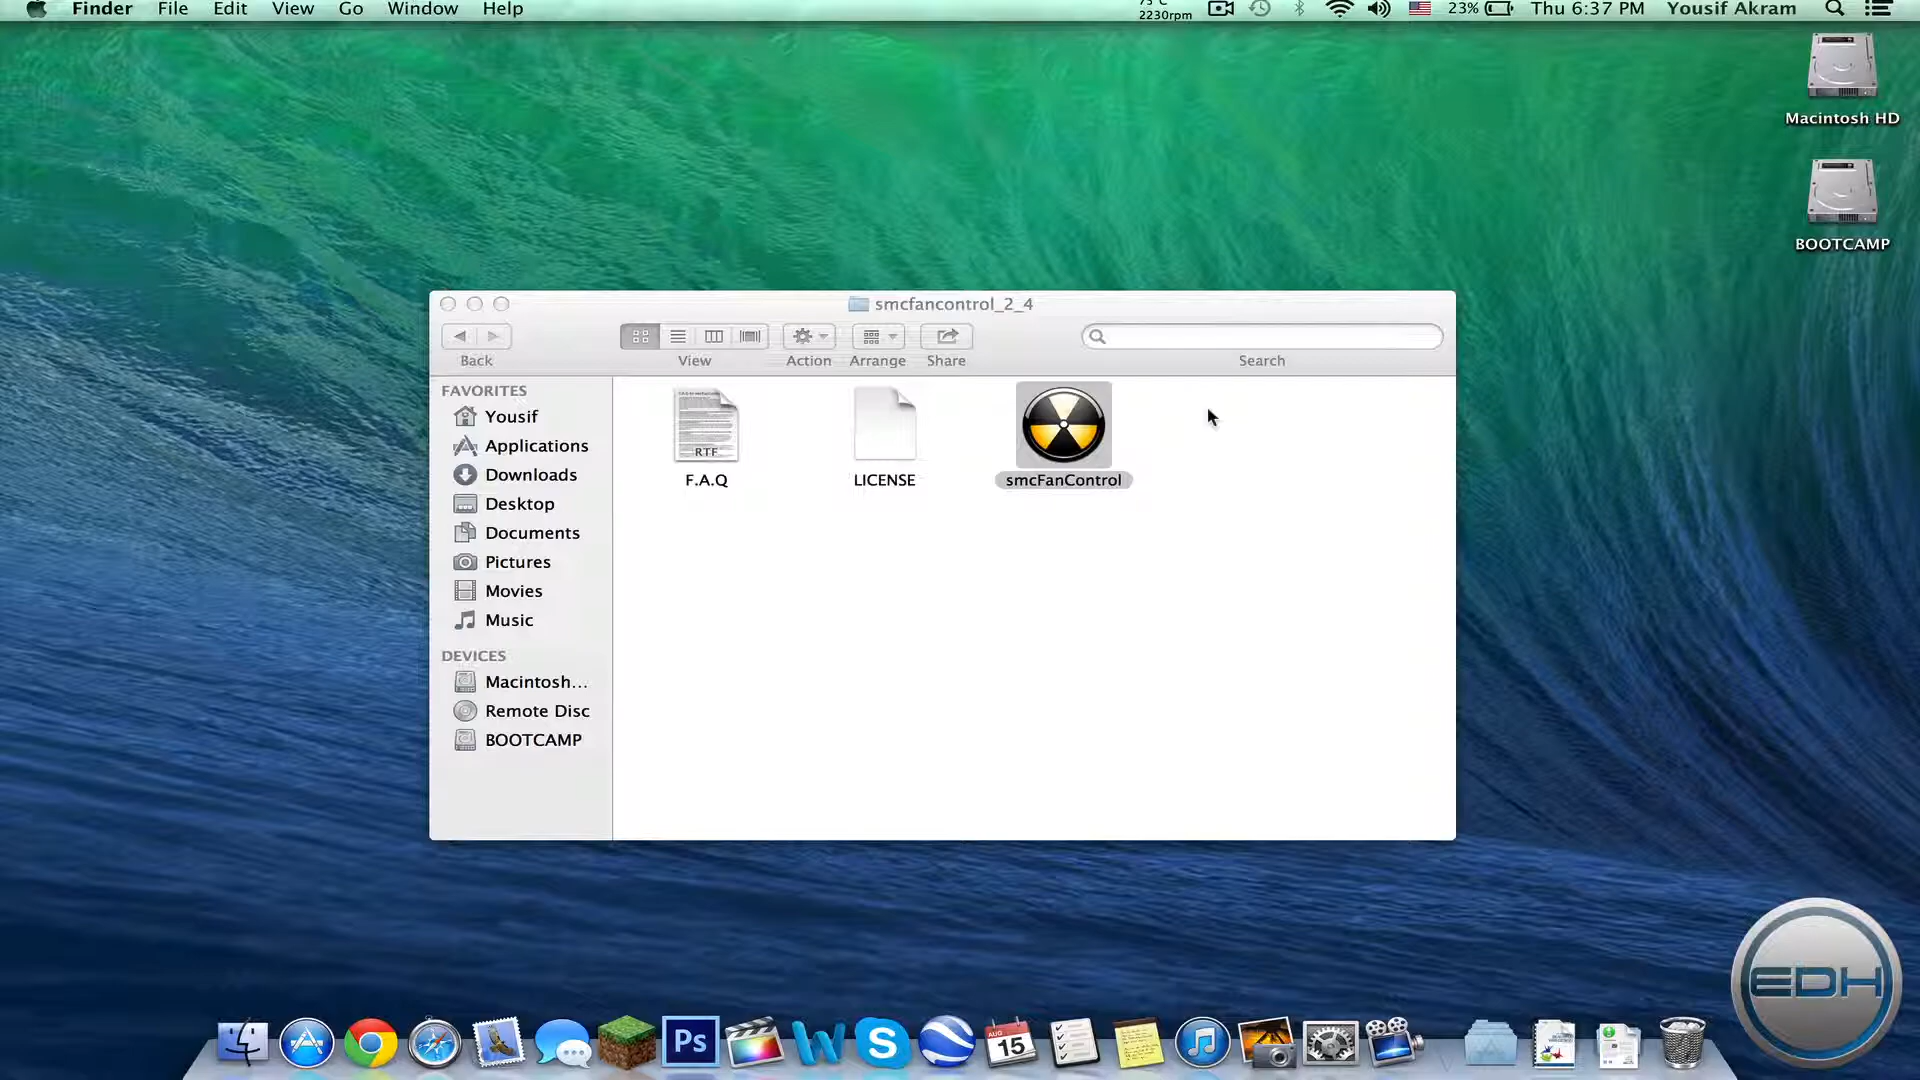 Finder File Edit View Go Window Help
2230rpm 23% Thu 6:37 PM Yousif Akram
Macintosh HD
BOOTCAMP
smcfancontrol_2_4
Back View Action Arrange Share Search
FAVORITES
Yousif
Applications
Downloads
Desktop
Documents
Pictures
Movies
Music
DEVICES
Macintosh...
Remote Disc
BOOTCAMP
RTF
F.A.Q
LICENSE
smcFanControl
EDH
Ps
AUG
15